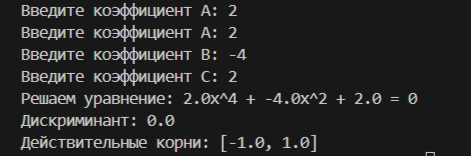 Введите коэффициент A: 2
Введите коэффициент A: 2
Введите коэффициент B: -4
Введите коэффициент C: 2
Решаем уравнение: 2.0x^4 + -4.0x^2 + 2.0 = 0
Дискриминант: 0.0
Действительные корни: [-1.0, 1.0]